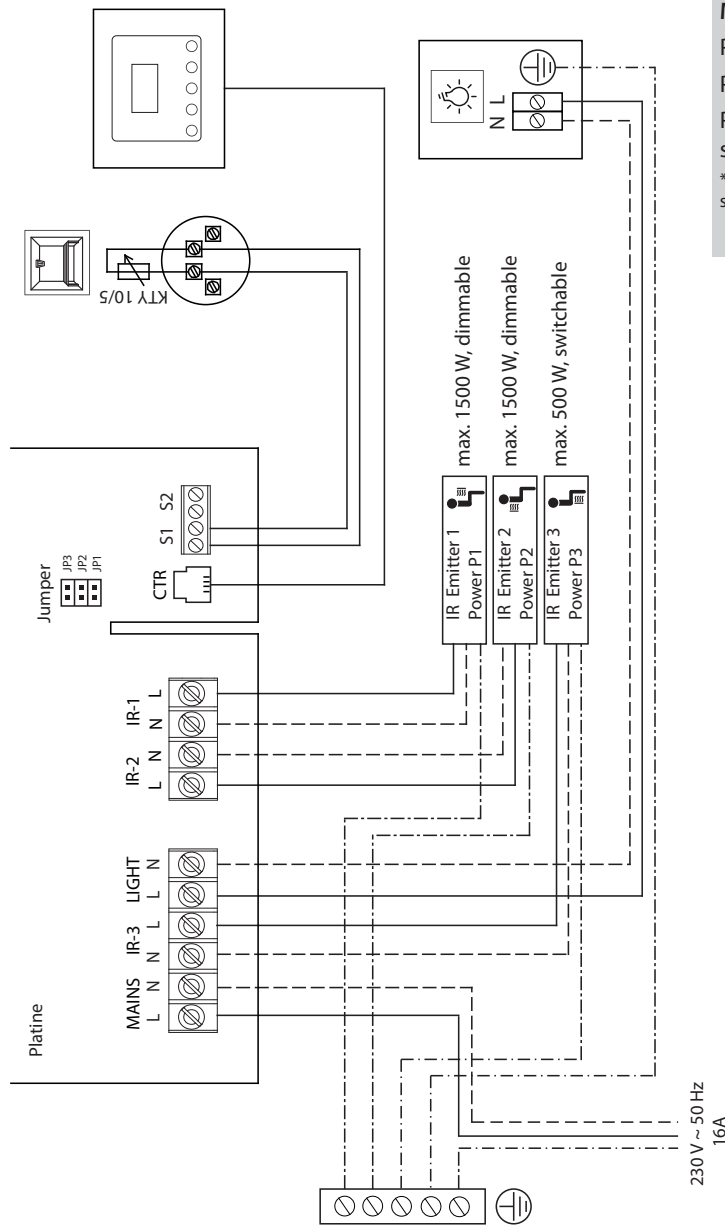 Platine
Jumper
JP3
JP2
JP1
CTR
S1 S2
KTY 10/5
MAINS
L N
IR-3
N L
LIGHT
L N
IR-2
L N
IR-1
N L
N L
IR Emitter 1
Power P1
max. 1500 W, dimmable
IR Emitter 2
Power P2
max. 1500 W, dimmable
IR Emitter 3
Power P3
max. 500 W, switchable
230 V ~ 50 Hz
16A